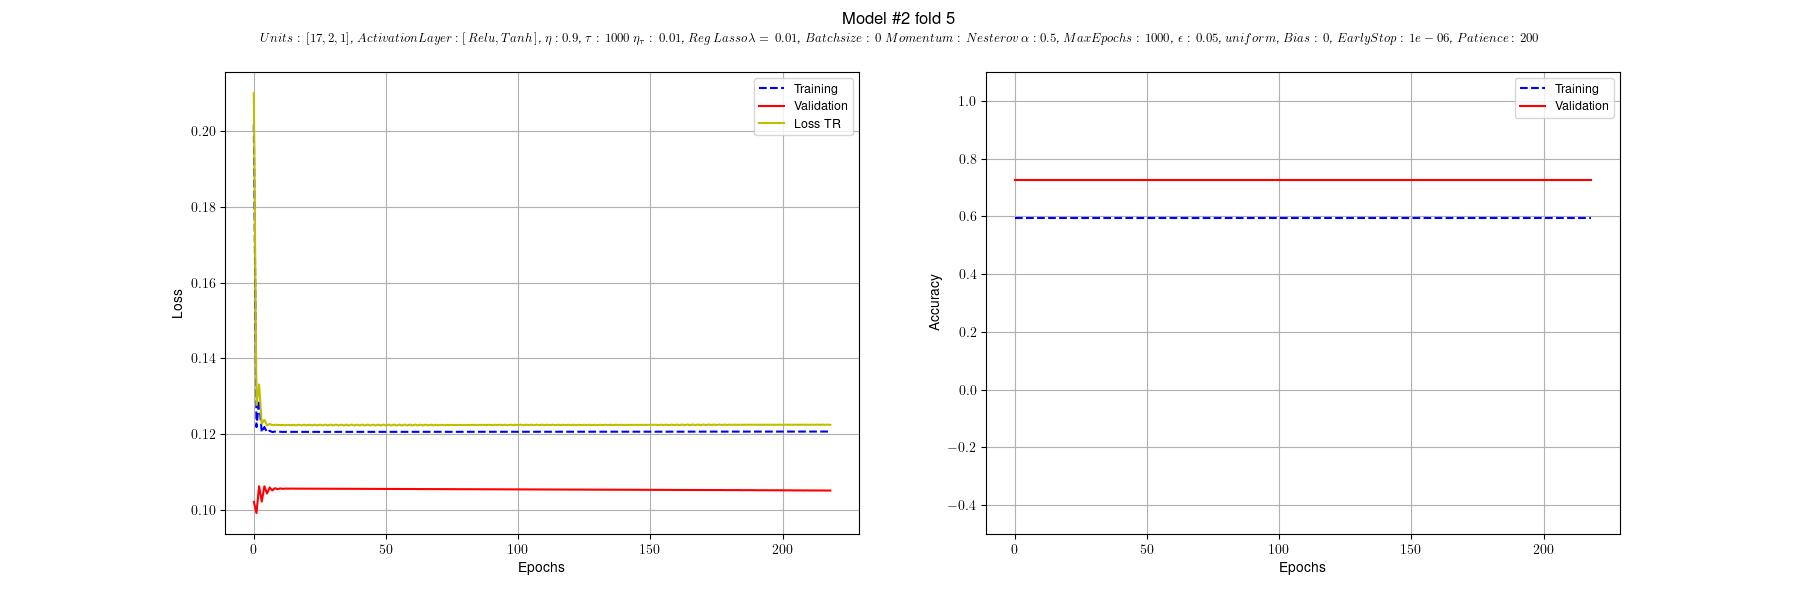 Model #2 fold 5
Units : [17, 2, 1], ActivationLayer : [ Relu, Tanh], η : 0.9, τ : 1000 ητ : 0.01, Reg Lassoλ = 0.01, Batchsize : 0 Momentum : Nesterov α : 0.5, MaxEpochs : 1000, ϵ : 0.05, uniform, Bias : 0, EarlyStop : 1e − 06, Patience : 200
Loss
0.20
0.18
0.16
0.14
0.12
0.10
Training
Validation
Loss TR
0
50
100
150
200
Epochs
Accuracy
1.0
0.8
0.6
0.4
0.2
0.0
−0.2
−0.4
Training
Validation
0
50
100
150
200
Epochs